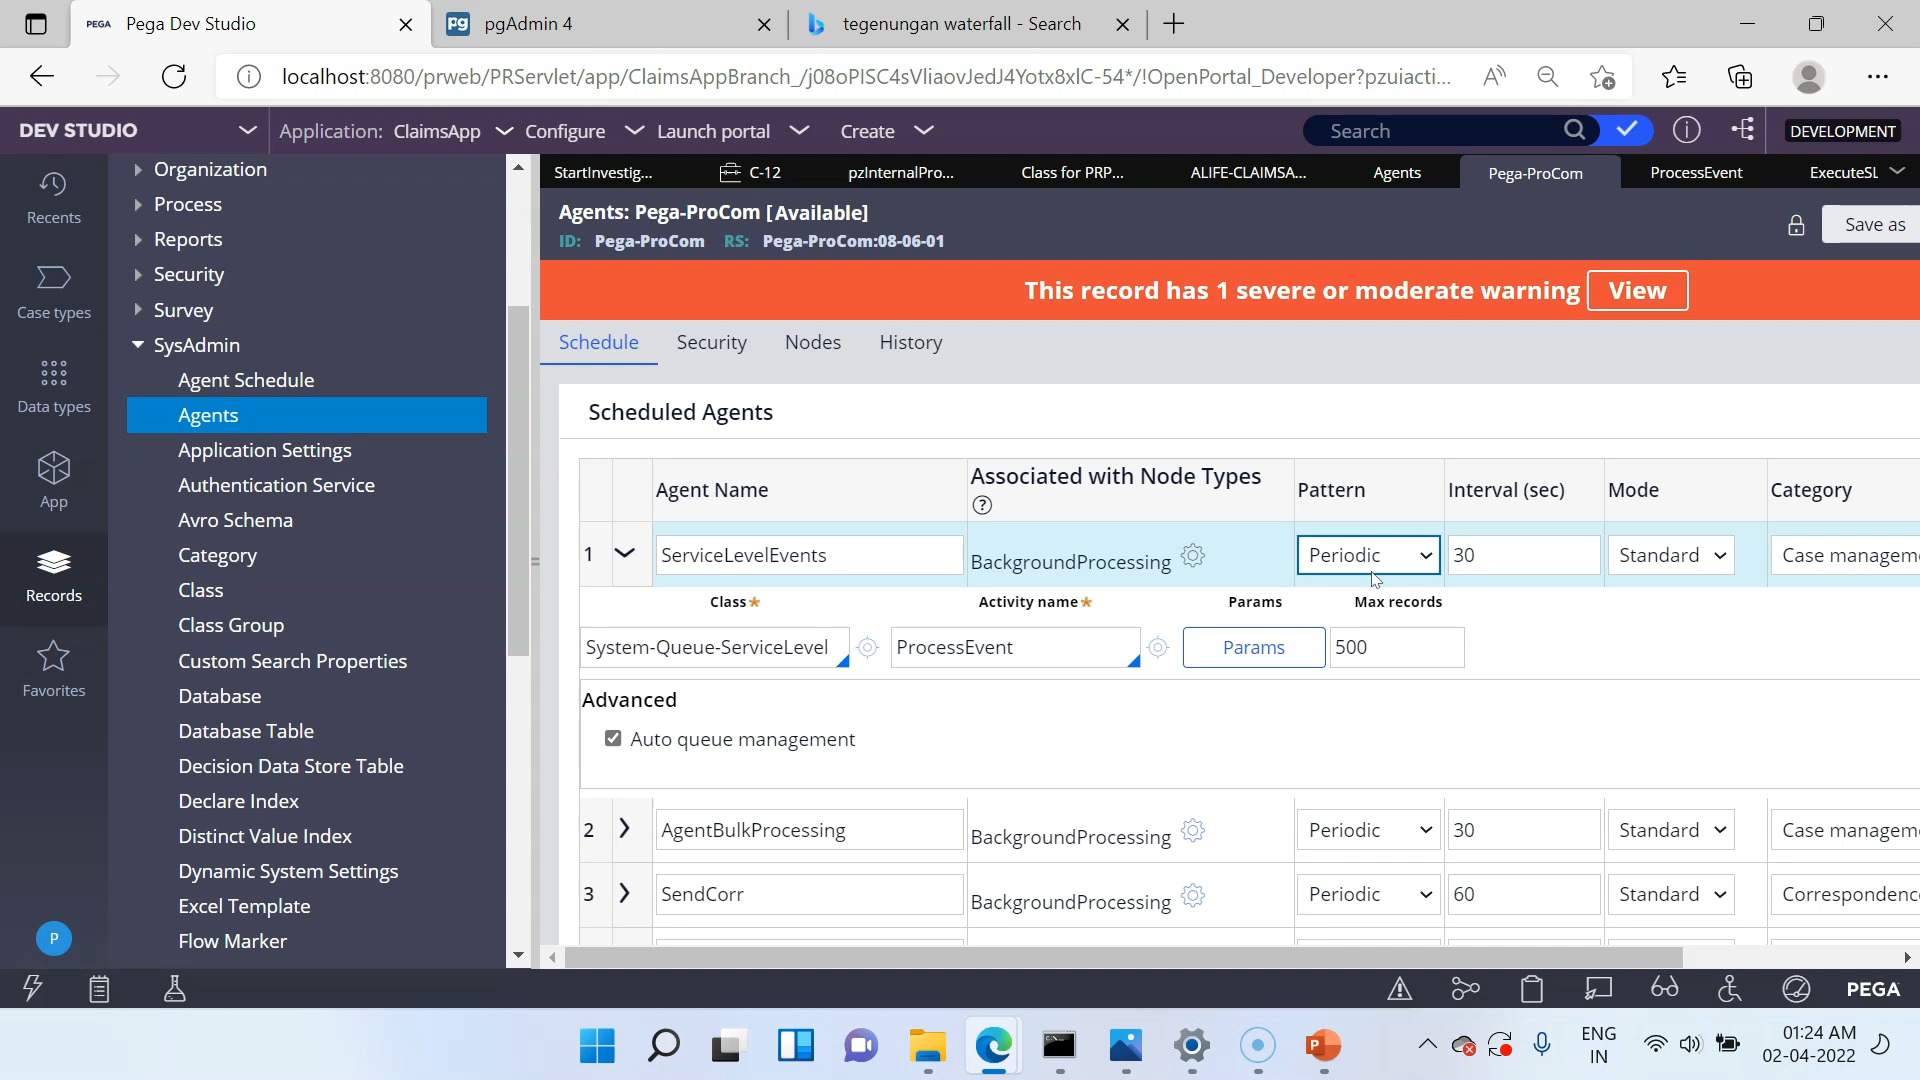 PEGA Pega Dev Studio
pg pgAdmin 4
tegenungan waterfall - Search
localhost:8080/prweb/PRServlet/app/ClaimsAppBranch_/j08oPISC4sVliaovJedJ4Yotx8xlC-54*/!OpenPortal_Developer?pzuiacti...
DEV STUDIO
Application: ClaimsApp
Configure
Launch portal
Create
Search
DEVELOPMENT
Recents
Case types
Data types
App
Records
Favorites
P
Organization
Process
Reports
Security
Survey
SysAdmin
Agent Schedule
Agents
Application Settings
Authentication Service
Avro Schema
Category
Class
Class Group
Custom Search Properties
Database
Database Table
Decision Data Store Table
Declare Index
Distinct Value Index
Dynamic System Settings
Excel Template
Flow Marker
StartInvestig... C-12 pzInternalPro... Class for PRP... ALIFE-CLAIMSA... Agents Pega-ProCom ProcessEvent ExecuteSL
Agents: Pega-ProCom [Available]
ID: Pega-ProCom RS: Pega-ProCom:08-06-01
Save as
This record has 1 severe or moderate warning View
Schedule Security Nodes History
Scheduled Agents
Agent Name Associated with Node Types ? Pattern Interval (sec) Mode Category
1 ServiceLevelEvents BackgroundProcessing Periodic 30 Standard Case managem
Class* Activity name* Params Max records
System-Queue-ServiceLevel ProcessEvent Params 500
Advanced
Auto queue management
2 AgentBulkProcessing BackgroundProcessing Periodic 30 Standard Case managem
3 SendCorr BackgroundProcessing Periodic 60 Standard Correspondenc
PEGA
ENG
IN
01:24 AM
02-04-2022